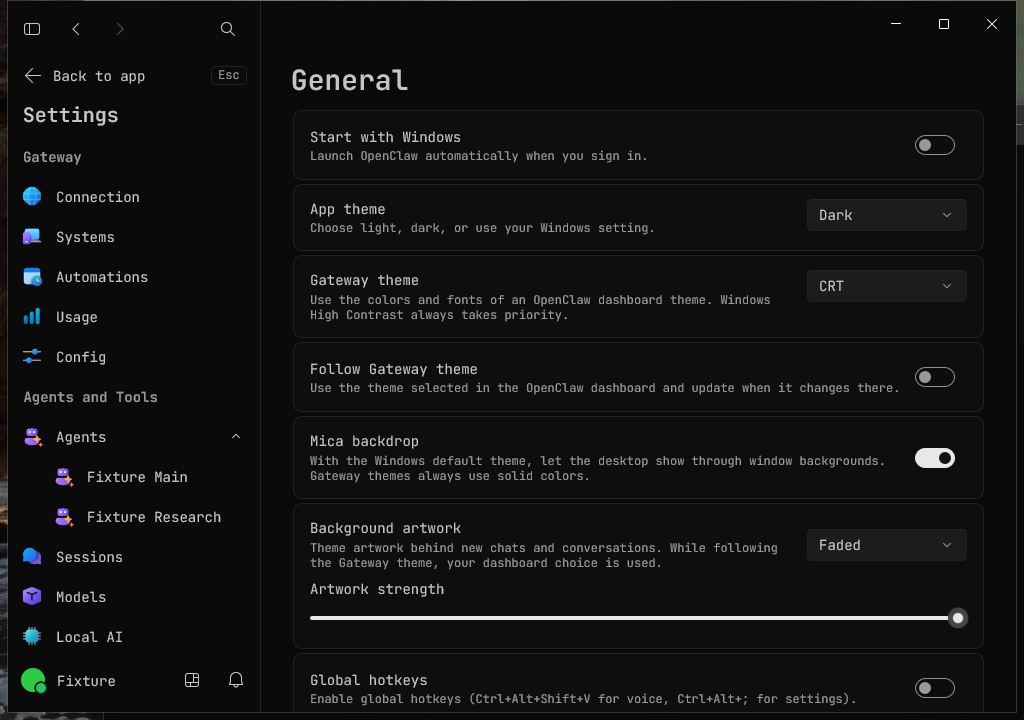 Back to app
Esc
Settings
Gateway
Connection
Systems
Automations
Usage
Config
Agents and Tools
Agents
Fixture Main
Fixture Research
Sessions
Models
Local AI
Fixture
General
Start with Windows
Launch OpenClaw automatically when you sign in.
App theme
Choose light, dark, or use your Windows setting.
Dark
Gateway theme
Use the colors and fonts of an OpenClaw dashboard theme. Windows
High Contrast always takes priority.
CRT
Follow Gateway theme
Use the theme selected in the OpenClaw dashboard and update when it changes there.
Mica backdrop
With the Windows default theme, let the desktop show through window backgrounds.
Gateway themes always use solid colors.
Background artwork
Theme artwork behind new chats and conversations. While following
the Gateway theme, your dashboard choice is used.
Faded
Artwork strength
Global hotkeys
Enable global hotkeys (Ctrl+Alt+Shift+V for voice, Ctrl+Alt+; for settings).